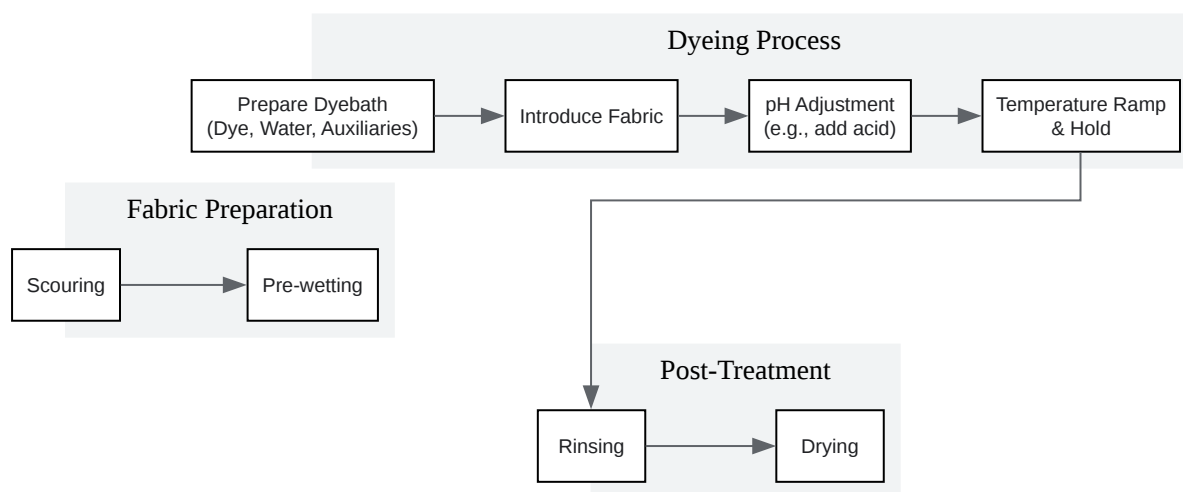 Dyeing Process
Prepare Dyebath
(Dye, Water, Auxiliaries)
Introduce Fabric
pH Adjustment
(e.g., add acid)
Temperature Ramp
& Hold
Fabric Preparation
Scouring
Pre-wetting
Post-Treatment
Rinsing
Drying